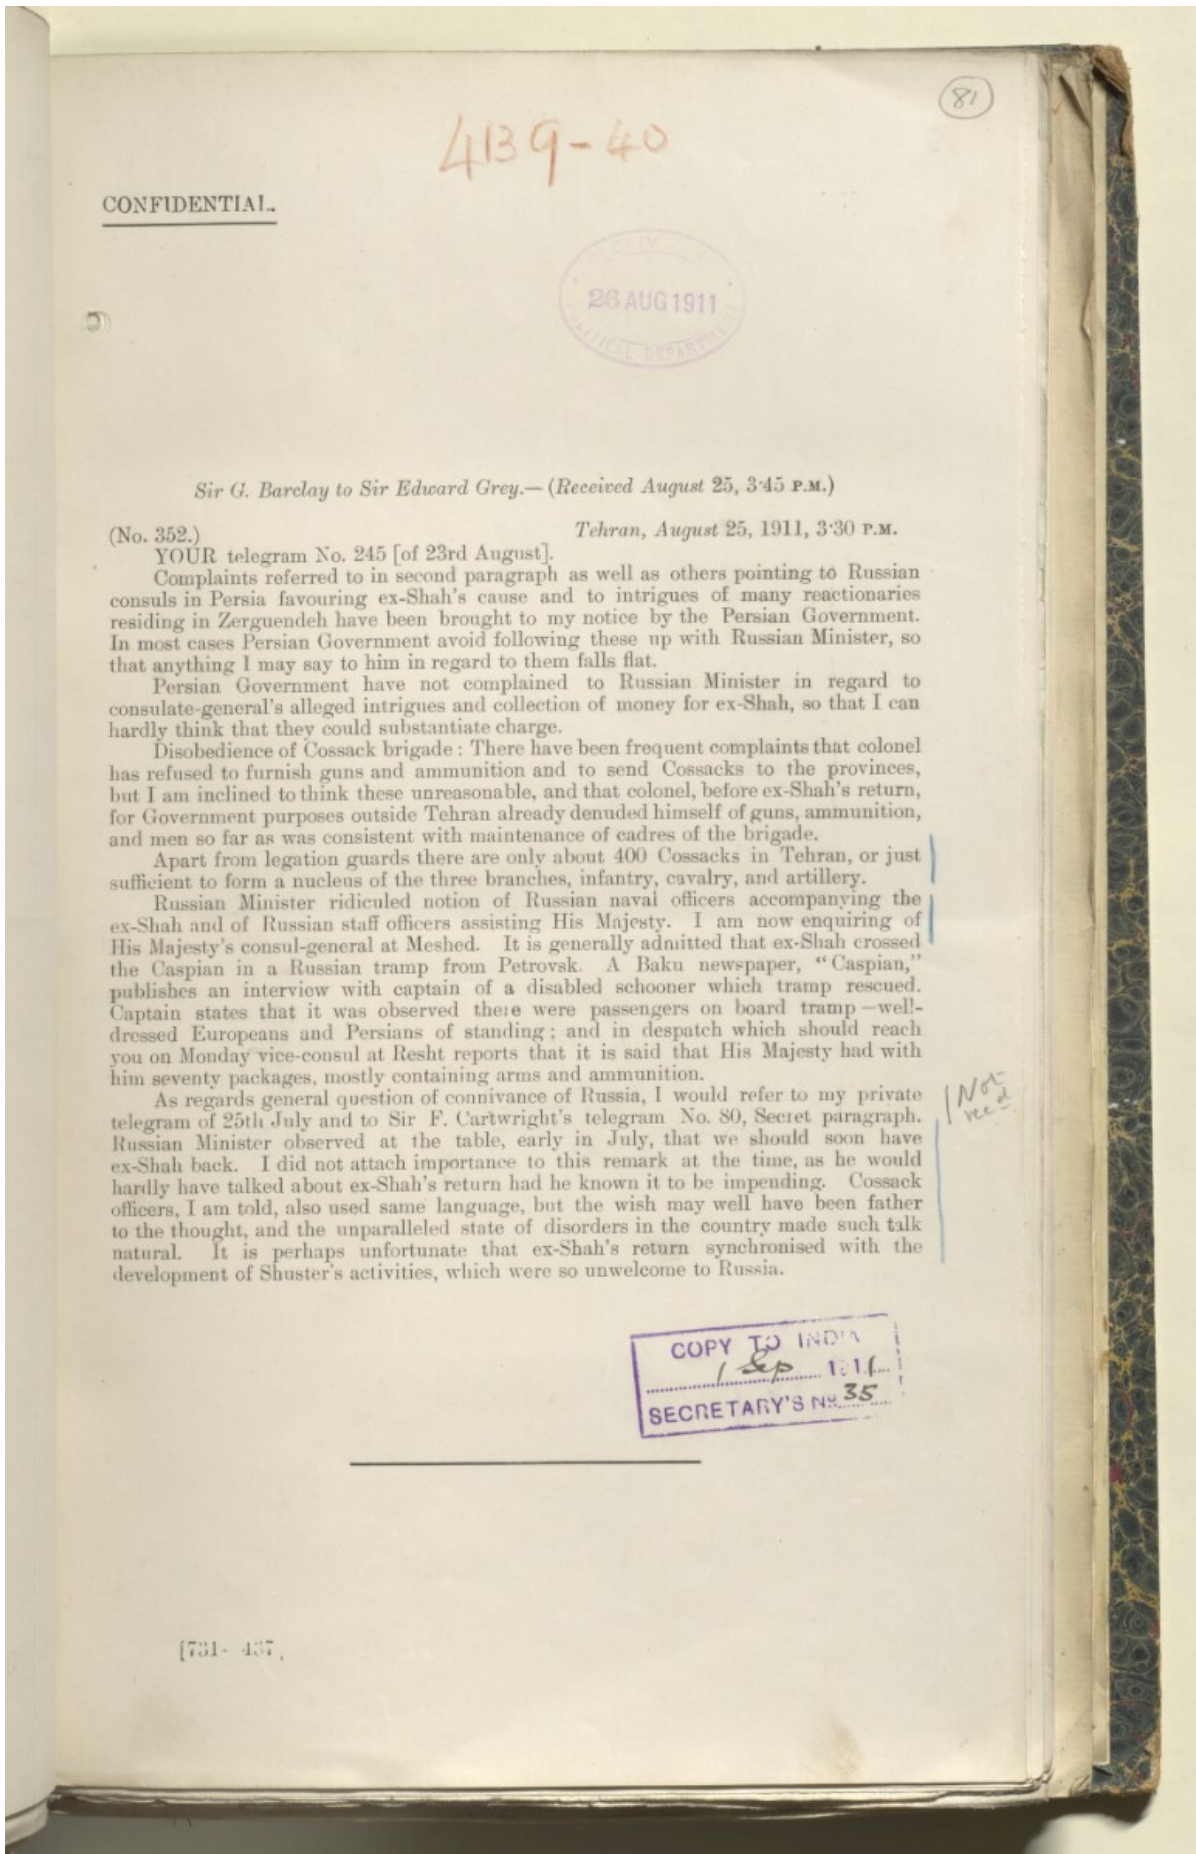 81
4139-40
CONFIDENTIAL.
26 AUG 1911
POLITICAL DEPARTMENT
Sir G. Barclay to Sir Edward Grey.—(Received August 25, 3·45 P.M.)
(No. 352.) Tehran, August 25, 1911, 3·30 P.M.
YOUR telegram No. 245 [of 23rd August].
Complaints referred to in second paragraph as well as others pointing to Russian
consuls in Persia favouring ex-Shah's cause and to intrigues of many reactionaries
residing in Zerguendeh have been brought to my notice by the Persian Government.
In most cases Persian Government avoid following these up with Russian Minister, so
that anything I may say to him in regard to them falls flat.
Persian Government have not complained to Russian Minister in regard to
consulate-general's alleged intrigues and collection of money for ex-Shah, so that I can
hardly think that they could substantiate charge.
Disobedience of Cossack brigade : There have been frequent complaints that colonel
has refused to furnish guns and ammunition and to send Cossacks to the provinces,
but I am inclined to think these unreasonable, and that colonel, before ex-Shah's return,
for Government purposes outside Tehran already denuded himself of guns, ammunition,
and men so far as was consistent with maintenance of cadres of the brigade.
Apart from legation guards there are only about 400 Cossacks in Tehran, or just
sufficient to form a nucleus of the three branches, infantry, cavalry, and artillery.
Russian Minister ridiculed notion of Russian naval officers accompanying the
ex-Shah and of Russian staff officers assisting His Majesty. I am now enquiring of
His Majesty's consul-general at Meshed. It is generally admitted that ex-Shah crossed
the Caspian in a Russian tramp from Petrovsk. A Baku newspaper, "Caspian,"
publishes an interview with captain of a disabled schooner which tramp rescued.
Captain states that it was observed there were passengers on board tramp—well-
dressed Europeans and Persians of standing ; and in despatch which should reach
you on Monday vice-consul at Resht reports that it is said that His Majesty had with
him seventy packages, mostly containing arms and ammunition.
As regards general question of connivance of Russia, I would refer to my private
telegram of 25th July and to Sir F. Cartwright's telegram No. 80, Secret paragraph.
Russian Minister observed at the table, early in July, that we should soon have
ex-Shah back. I did not attach importance to this remark at the time, as he would
hardly have talked about ex-Shah's return had he known it to be impending. Cossack
officers, I am told, also used same language, but the wish may well have been father
to the thought, and the unparalleled state of disorders in the country made such talk
natural. It is perhaps unfortunate that ex-Shah's return synchronised with the
development of Shuster's activities, which were so unwelcome to Russia.
Not
recd
COPY TO INDIA
1 Sep 1911
SECRETARY'S No 35
[731- 437]